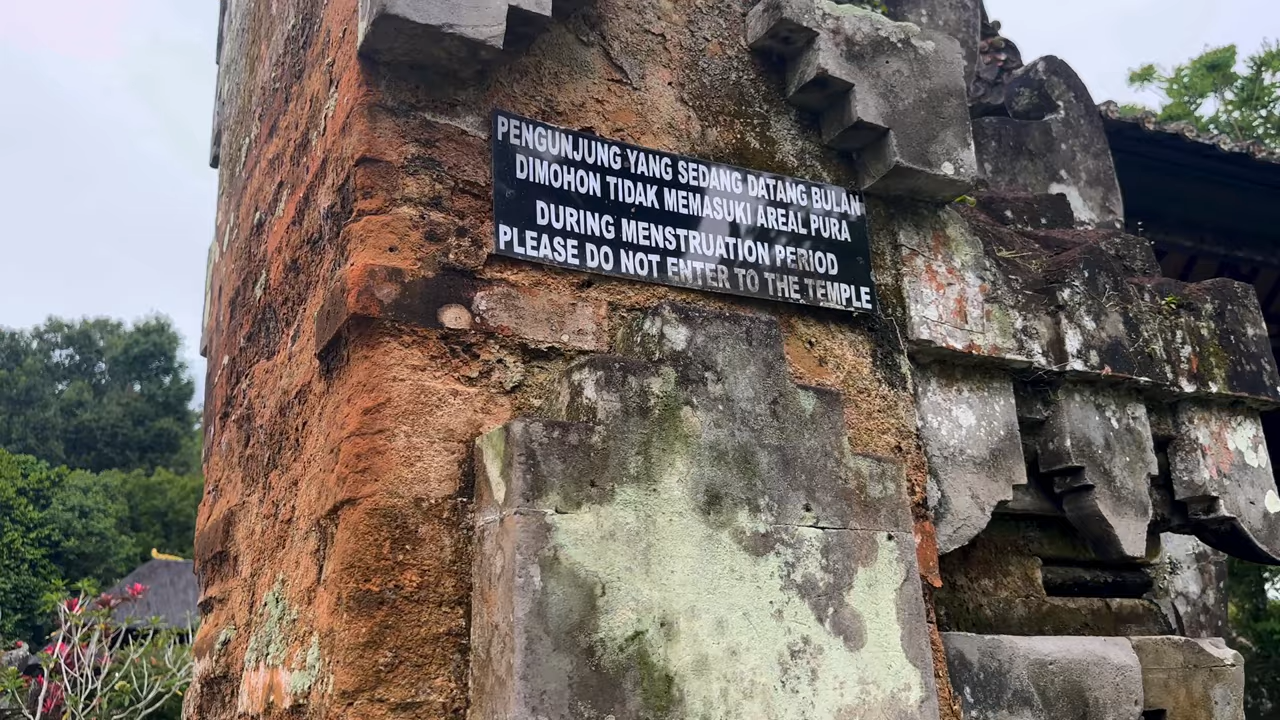 PENGUNJUNG YANG SEDANG DATANG BULAN
DIMOHON TIDAK MEMASUKI AREAL PURA
DURING MENSTRUATION PERIOD
PLEASE DO NOT ENTER TO THE TEMPLE